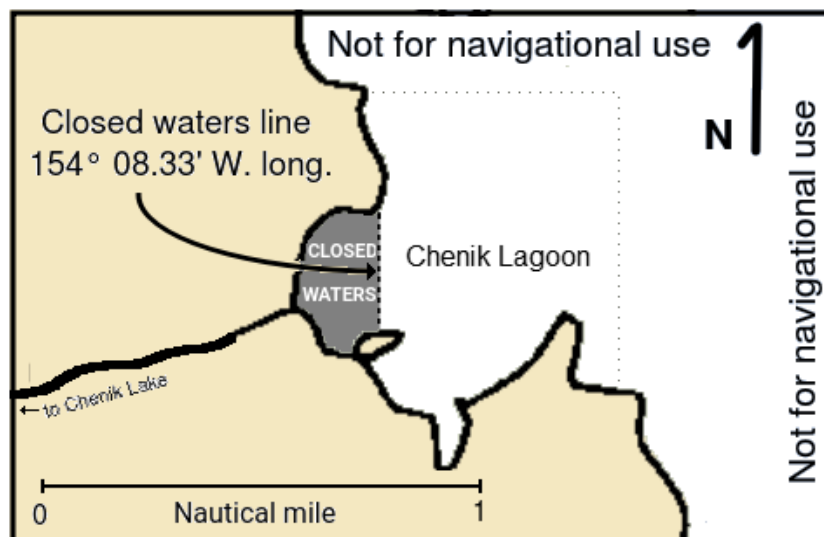 Not for navigational use
N
Not for navigational use
Closed waters line
154° 08.33' W. long.
CLOSED
WATERS
Chenik Lagoon
← to Chenik Lake
0
Nautical mile
1